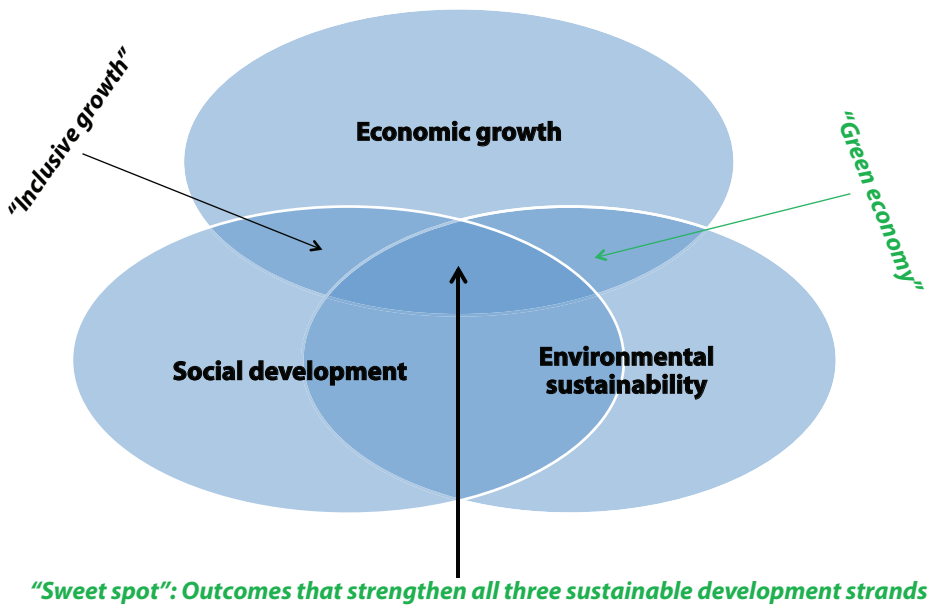 Economic growth
“Inclusive growth”
“Green economy”
Social development
Environmental
sustainability
“Sweet spot”: Outcomes that strengthen all three sustainable development strands